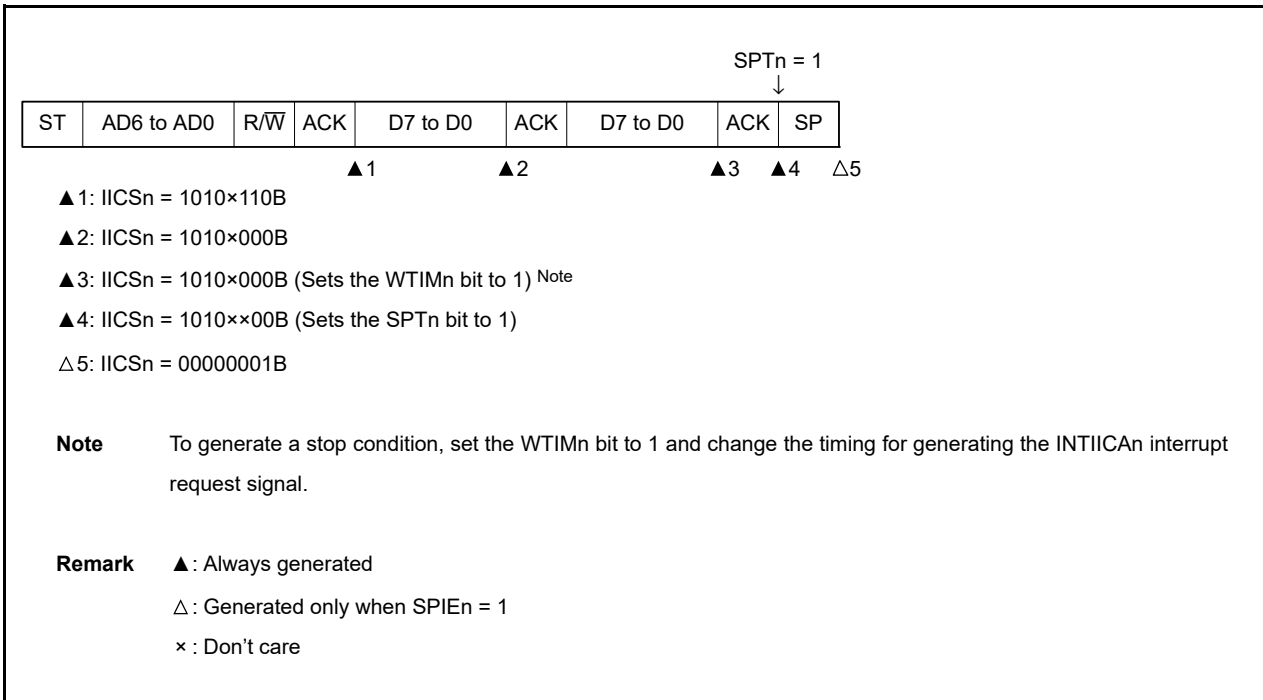 SPTn = 1
↓
ST AD6 to AD0 R/W̅ ACK D7 to D0 ACK D7 to D0 ACK SP
▲1 ▲2 ▲3 ▲4 △5
▲1: IICSn = 1010×110B
▲2: IICSn = 1010×000B
▲3: IICSn = 1010×000B (Sets the WTIMn bit to 1) Note
▲4: IICSn = 1010××00B (Sets the SPTn bit to 1)
△5: IICSn = 00000001B
Note To generate a stop condition, set the WTIMn bit to 1 and change the timing for generating the INTIICAn interrupt
request signal.
Remark ▲: Always generated
△: Generated only when SPIEn = 1
×: Don't care